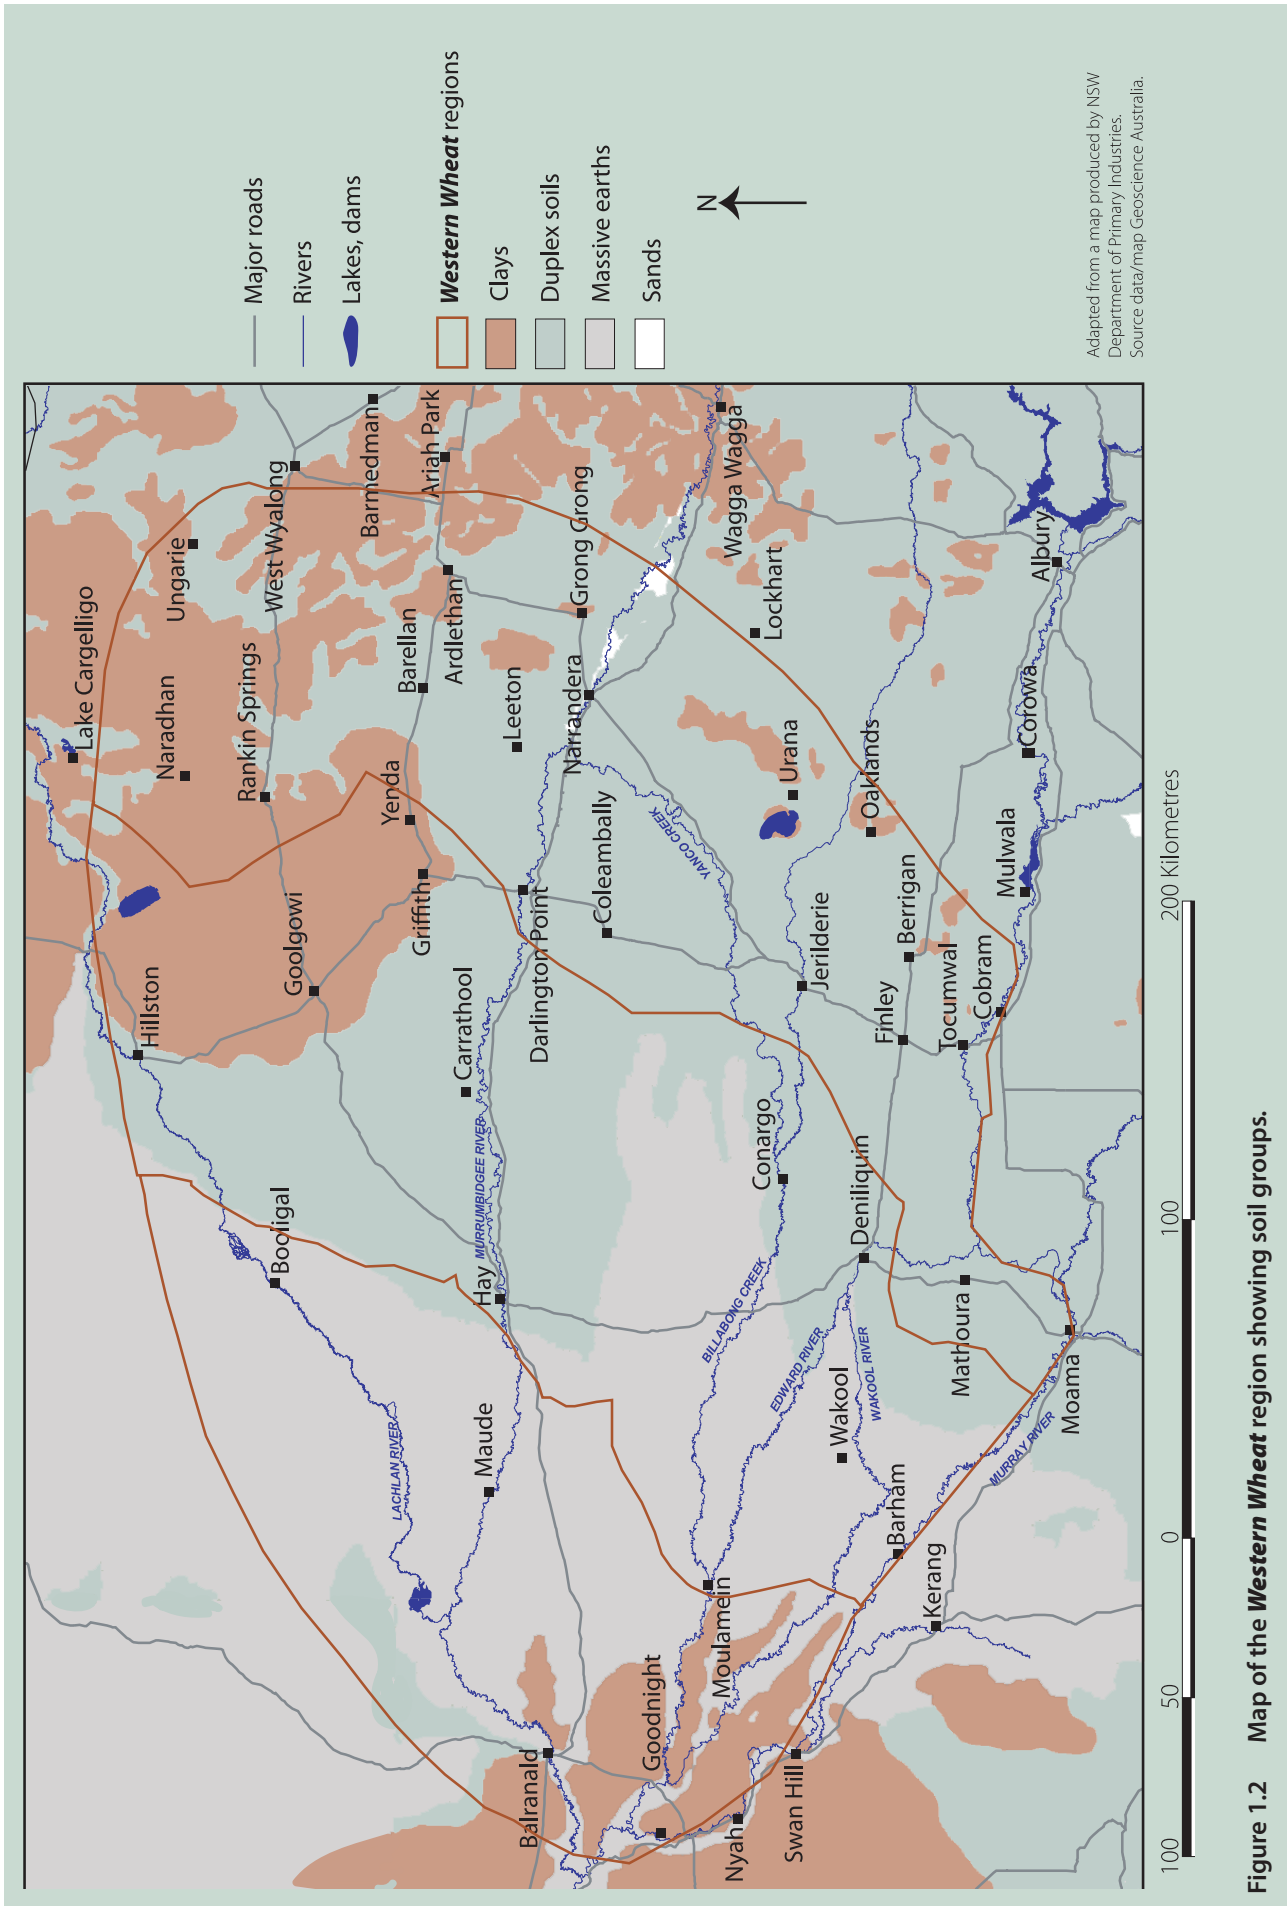 Lake Cargelligo
Ungarie
Naradhan
West Wyalong
Rankin Springs
Barmedman
Hillston
Goolgowi
Barellan
Ariah Park
Ardlethan
Yenda
Griffith
Booligal
Carrathool
Leeton
Grong Grong
Darlington Point
Narrandera
MURRUMBIDGEE RIVER
Hay
Coleambally
YANCO CREEK
Wagga Wagga
LACHLAN RIVER
Maude
Lockhart
Urana
Conargo
Jerilderie
Oaklands
BILLABONG CREEK
Balranald
Goodnight
Moulamein
EDWARD RIVER
WAKOOL RIVER
Wakool
Deniliquin
Finley
Berrigan
Tocumwal
Cobram
Mulwala
Corowa
Albury
Nyah
Swan Hill
Barham
Kerang
Mathoura
MURRAY RIVER
Moama
Major roads
Rivers
Lakes, dams
Western Wheat regions
Clays
Duplex soils
Massive earths
Sands
N
Adapted from a map produced by NSW
Department of Primary Industries.
Source data/map Geoscience Australia.
100 50 0 100 200 Kilometres
Figure 1.2 Map of the Western Wheat region showing soil groups.